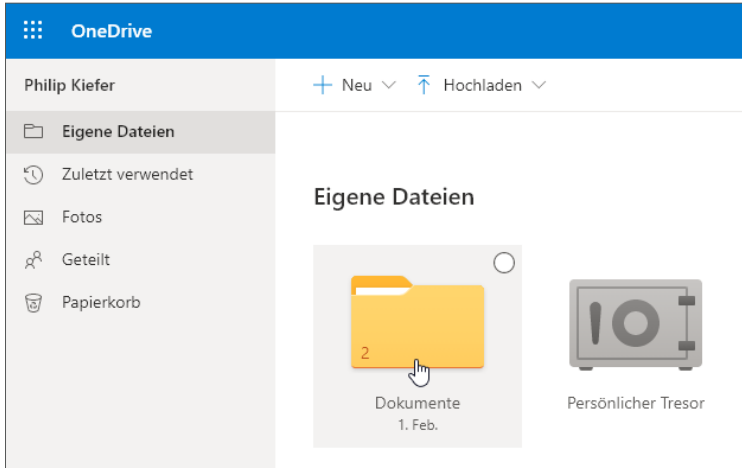 OneDrive
Philip Kiefer
Neu
Hochladen
Eigene Dateien
Zuletzt verwendet
Fotos
Geteilt
Papierkorb
Eigene Dateien
2
Dokumente
1. Feb.
Persönlicher Tresor